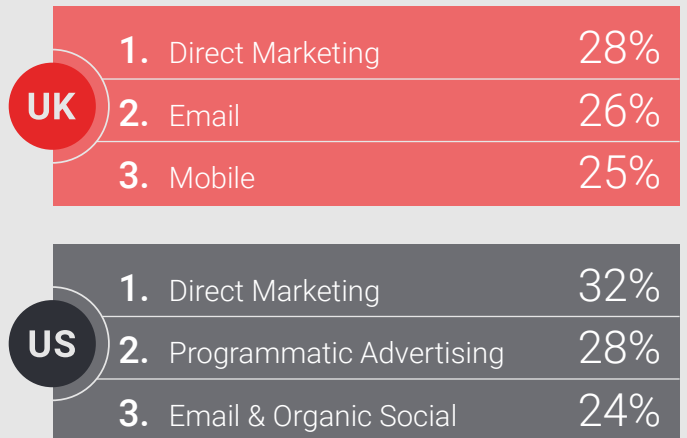 UK
1. Direct Marketing 28%
2. Email 26%
3. Mobile 25%
US
1. Direct Marketing 32%
2. Programmatic Advertising 28%
3. Email & Organic Social 24%